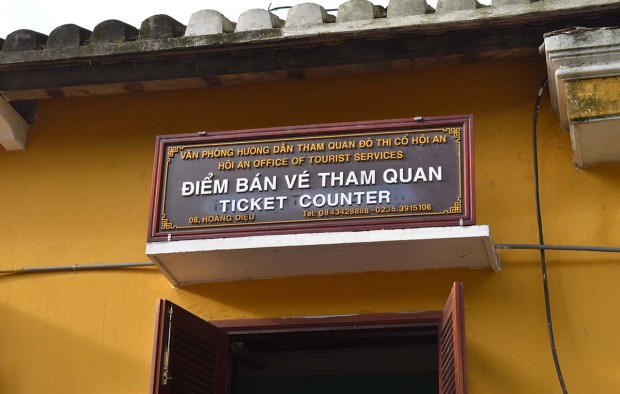 VĂN PHÒNG HƯỚNG DẪN THAM QUAN ĐÔ THỊ CỔ HỘI AN
HỘI AN OFFICE OF TOURIST SERVICES
ĐIỂM BÁN VÉ THAM QUAN
TICKET COUNTER
08, HOÀNG DIỆU Tel: 0843428888 - 0235.3915106